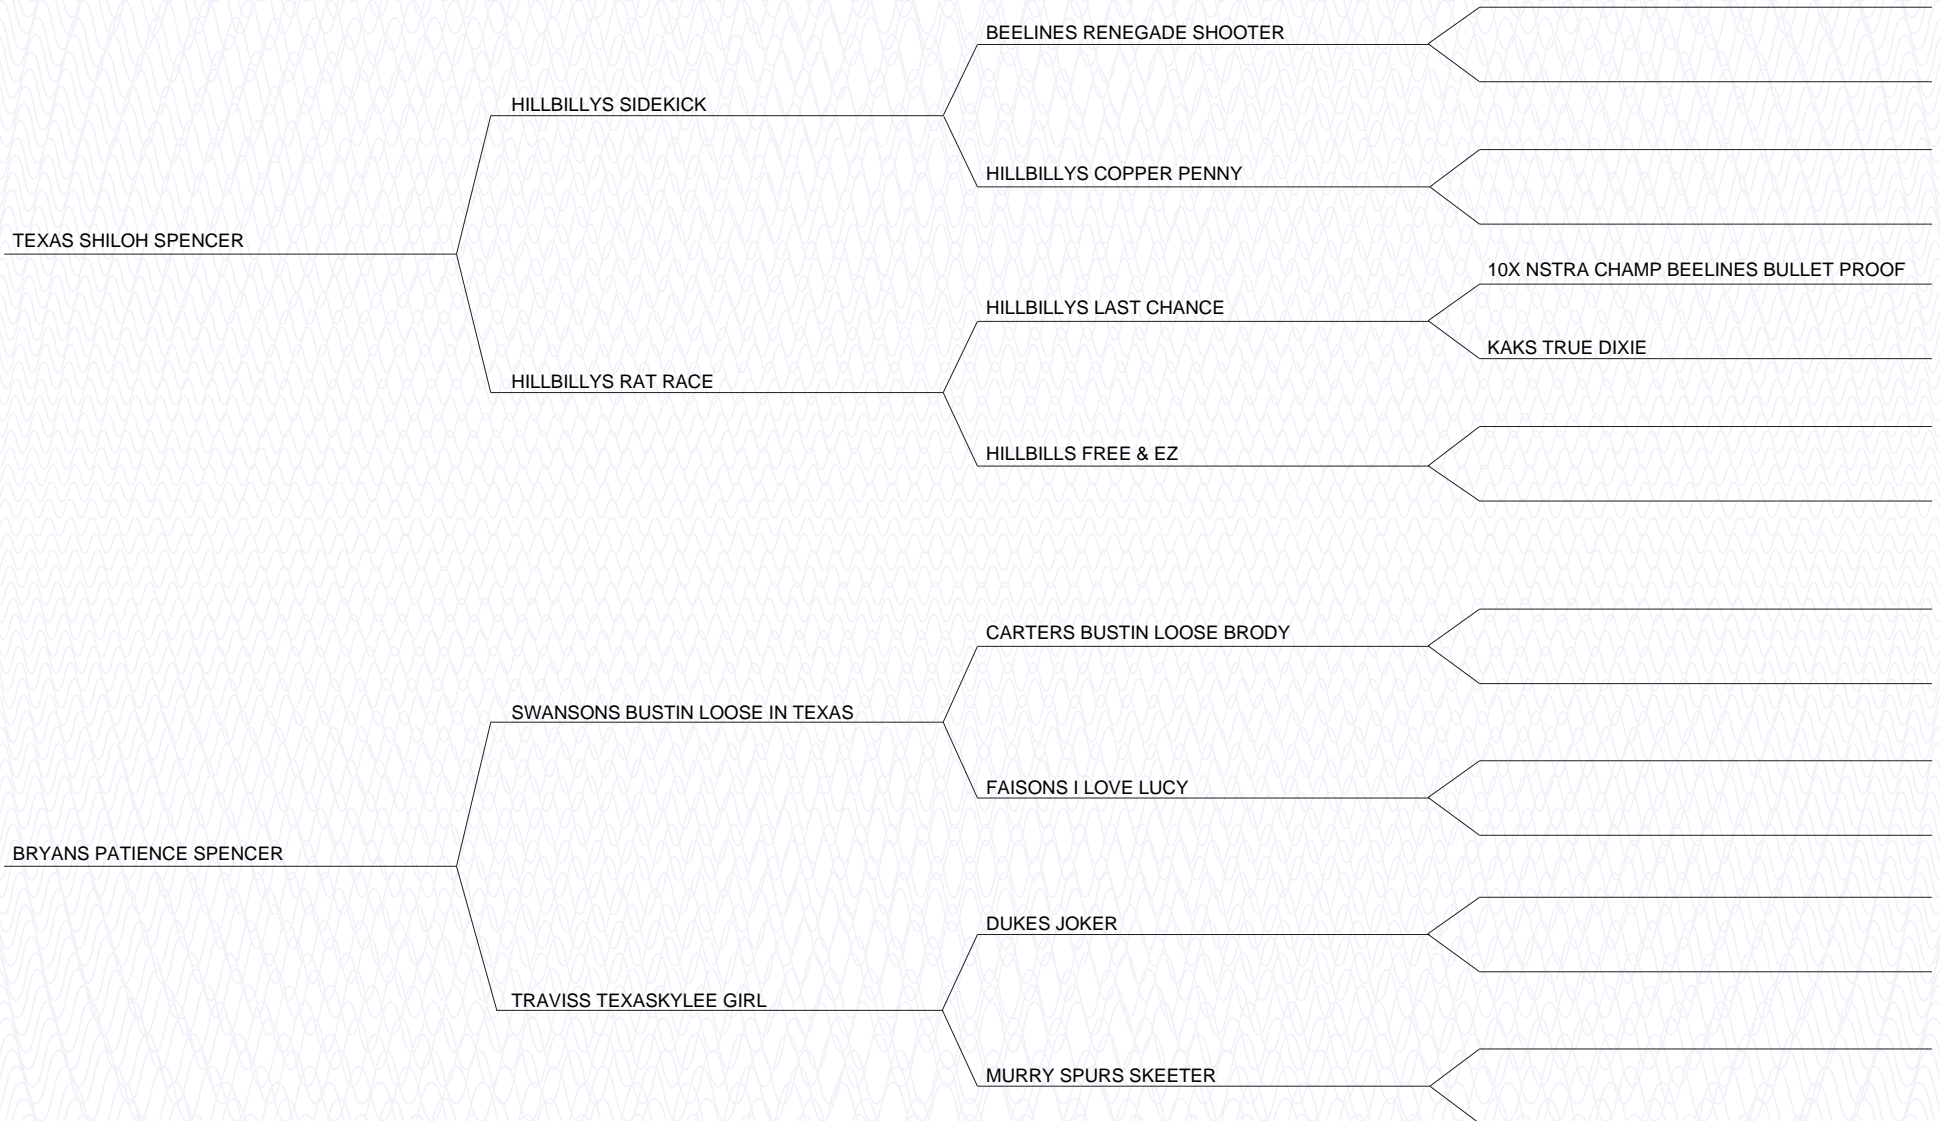 BEELINES RENEGADE SHOOTER
HILLBILLYS SIDEKICK
HILLBILLYS COPPER PENNY
TEXAS SHILOH SPENCER
10X NSTRA CHAMP BEELINES BULLET PROOF
HILLBILLYS LAST CHANCE
KAKS TRUE DIXIE
HILLBILLYS RAT RACE
HILLBILLS FREE & EZ
CARTERS BUSTIN LOOSE BRODY
SWANSONS BUSTIN LOOSE IN TEXAS
FAISONS I LOVE LUCY
BRYANS PATIENCE SPENCER
DUKES JOKER
TRAVISS TEXASKYLEE GIRL
MURRY SPURS SKEETER